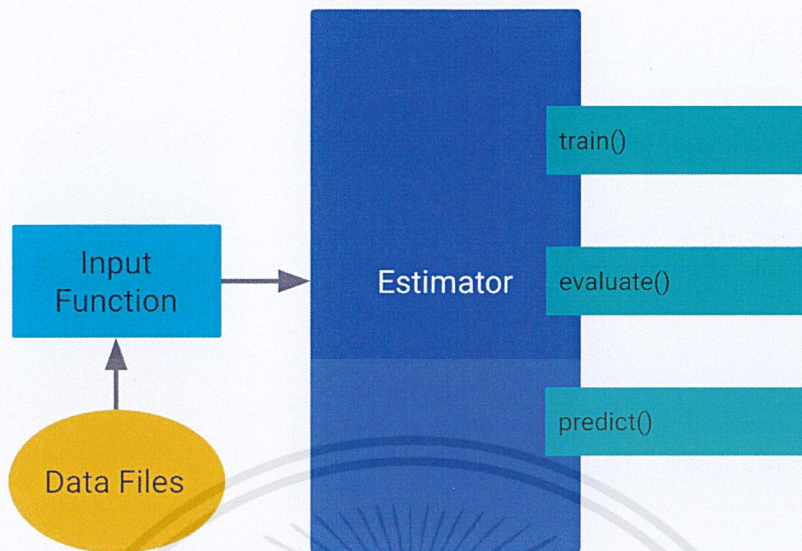 train()
Input
Function
Estimator
evaluate()
predict()
Data Files